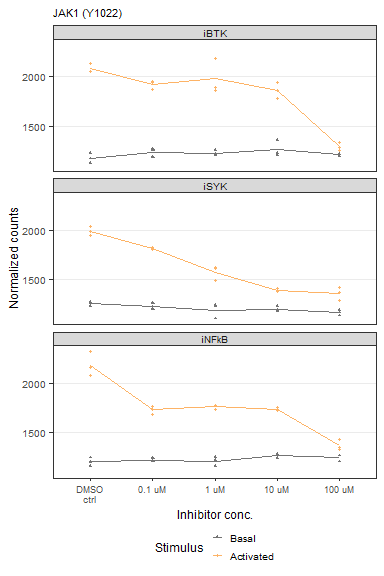 JAK1 (Y1022)
iBTK
2000
1500
iSYK
2000
1500
iNFkB
2000
1500
Normalized counts
DMSO ctrl
0.1 uM
1 uM
10 uM
100 uM
Inhibitor conc.
Stimulus
Basal
Activated